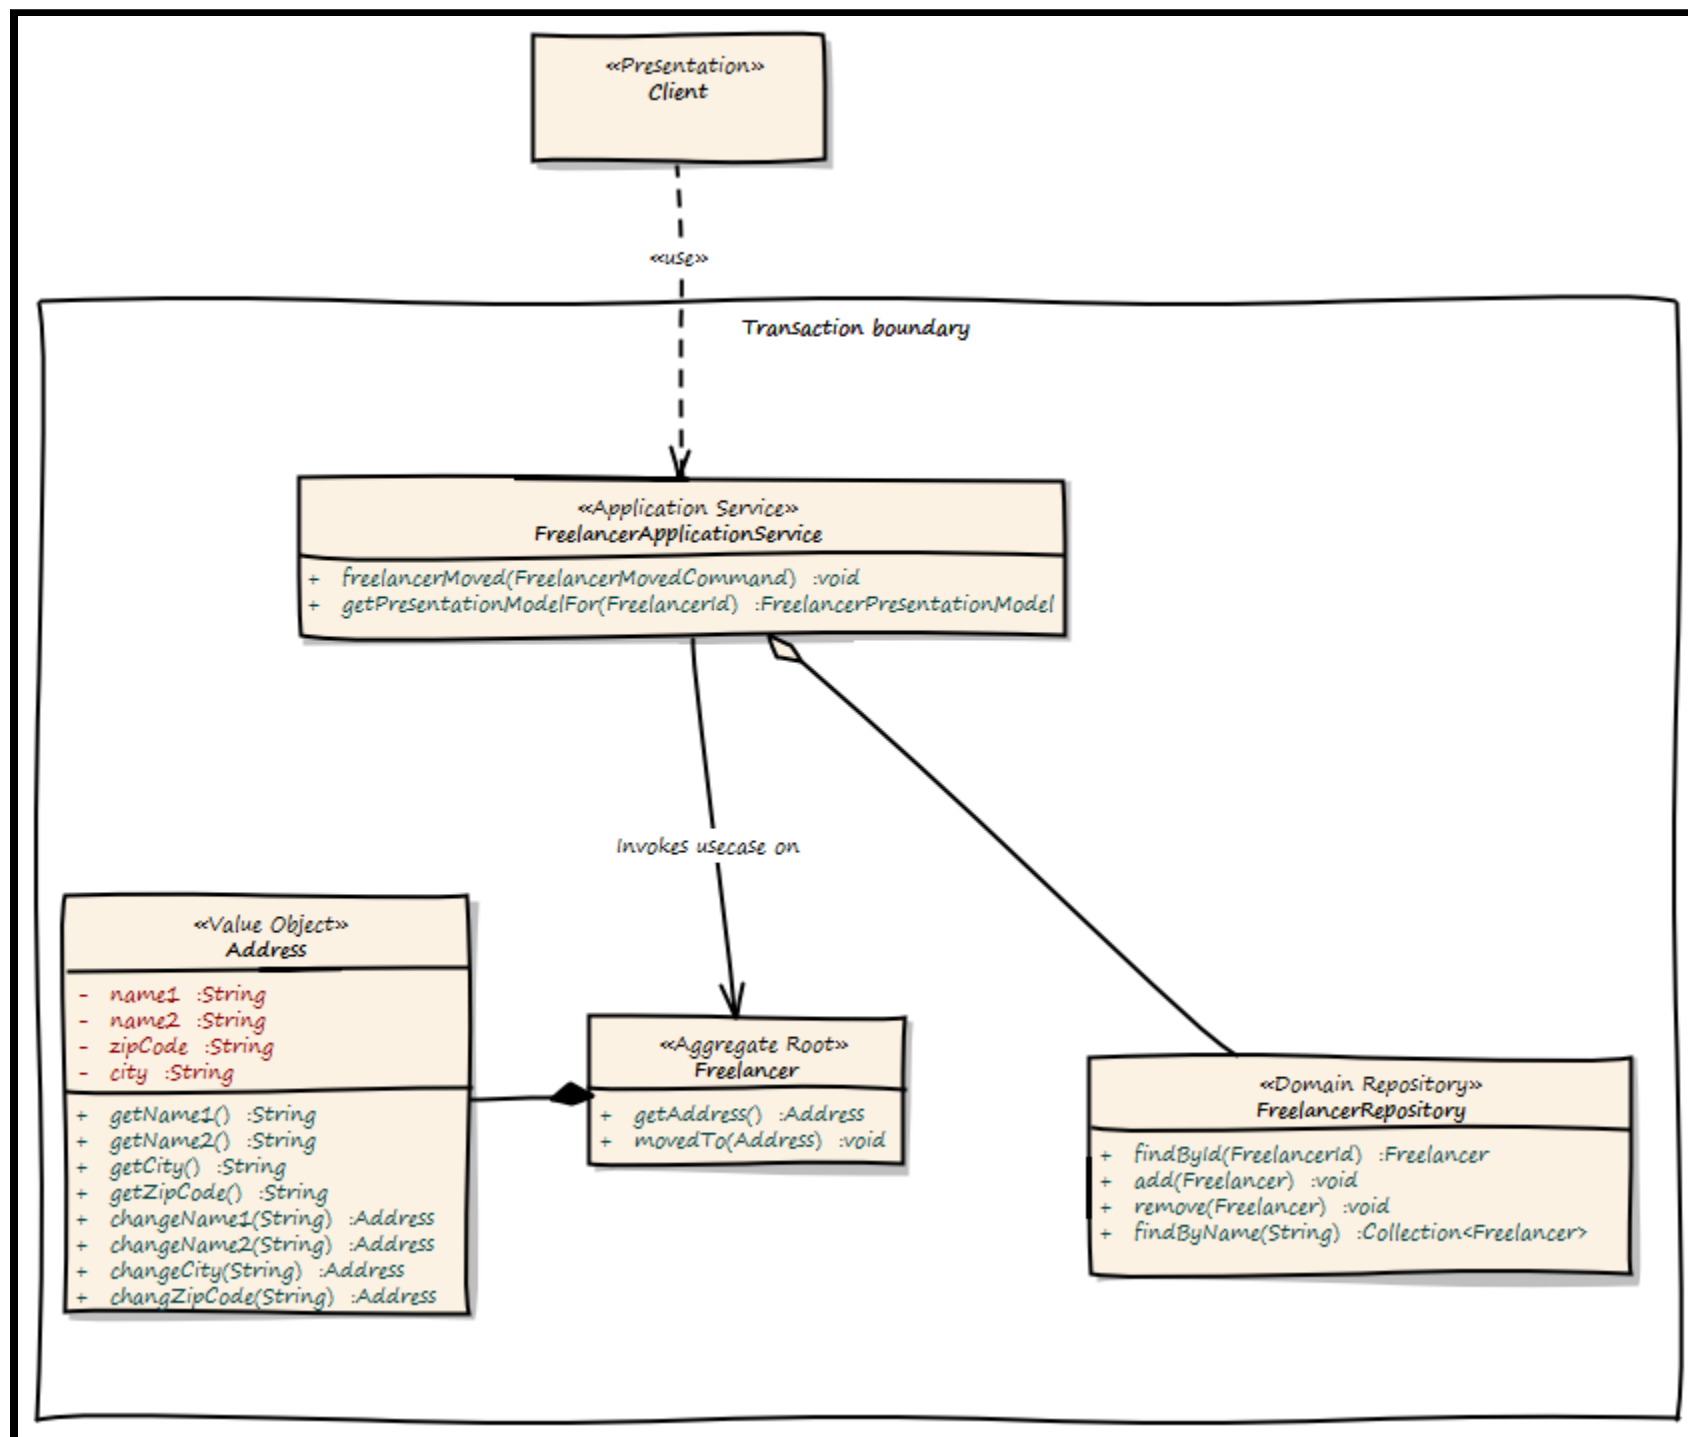 «Presentation»
Client
«use»
Transaction boundary
«Application Service»
FreelancerApplicationService
+ freelancerMoved(FreelancerMovedCommand) :void
+ getPresentationModelFor(FreelancerId) :FreelancerPresentationModel
Invokes usecase on
«Value Object»
Address
- name1 :String
- name2 :String
- zipCode :String
- city :String
+ getName1() :String
+ getName2() :String
+ getCity() :String
+ getZipCode() :String
+ changeName1(String) :Address
+ changeName2(String) :Address
+ changeCity(String) :Address
+ changZipCode(String) :Address
«Aggregate Root»
Freelancer
+ getAddress() :Address
+ movedTo(Address) :void
«Domain Repository»
FreelancerRepository
+ findById(FreelancerId) :Freelancer
+ add(Freelancer) :void
+ remove(Freelancer) :void
+ findByName(String) :Collection<Freelancer>